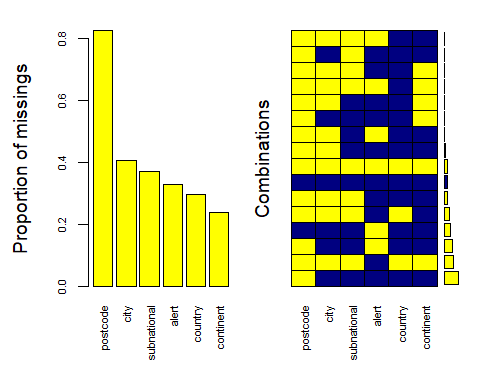 Proportion of missings
0.8
0.6
0.4
0.2
0.0
postcode
city
subnational
alert
country
continent
Combinations
postcode
city
subnational
alert
country
continent